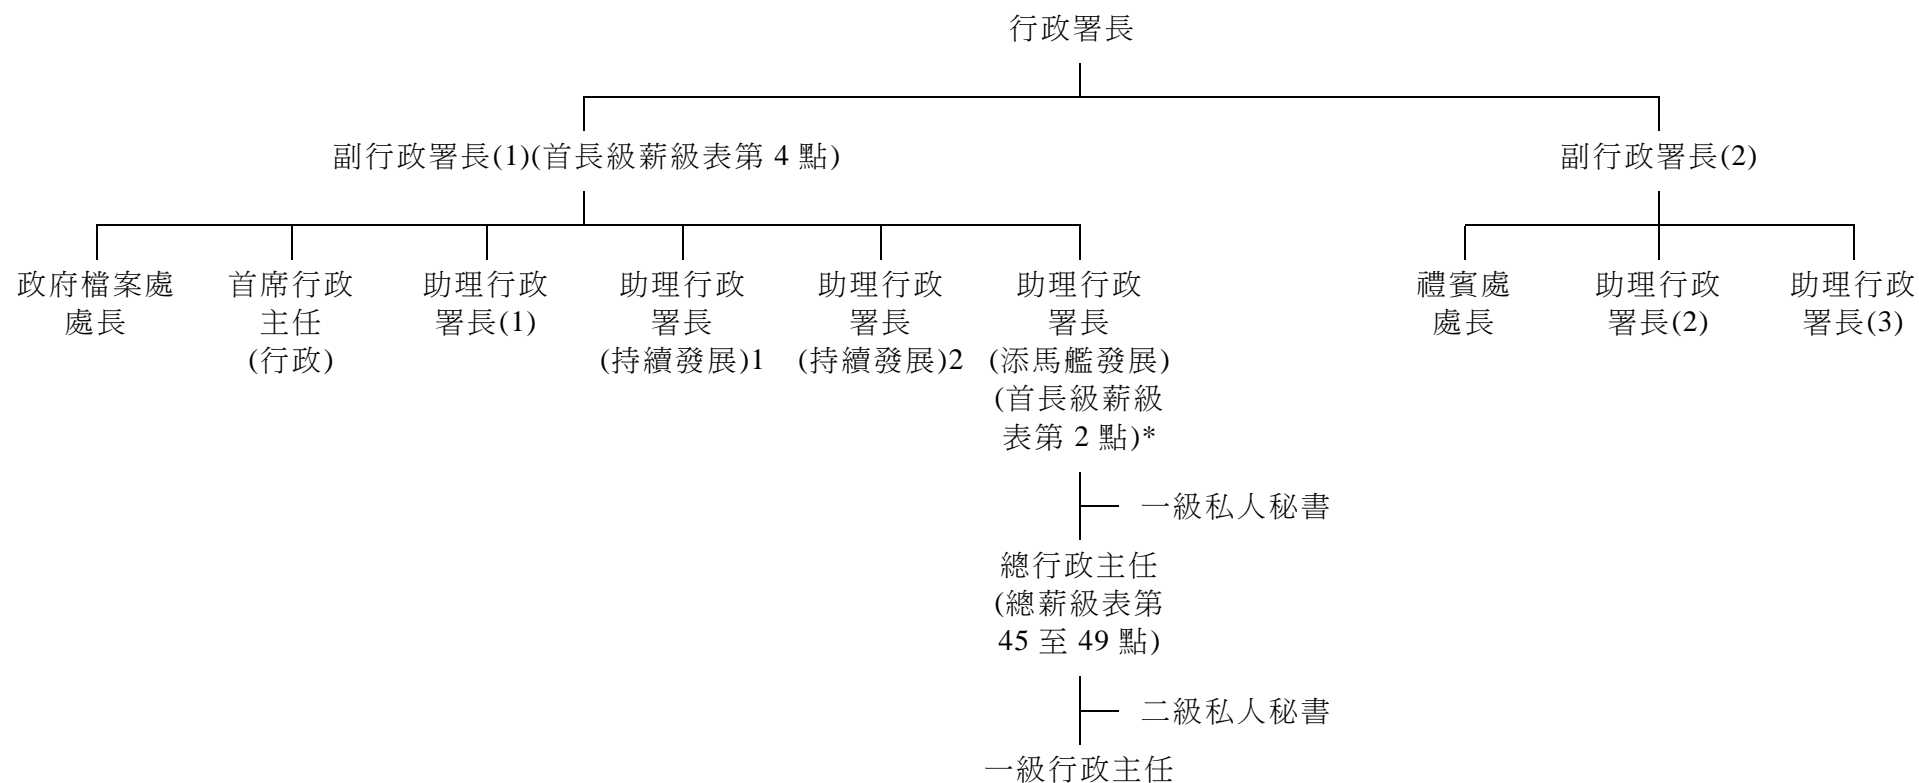 行政署長
副行政署長(1)(首長級薪級表第 4 點)
副行政署長(2)
政府檔案處
處長
首席行政
主任
(行政)
助理行政
署長(1)
助理行政
署長
(持續發展)1
助理行政
署長
(持續發展)2
助理行政
署長
(添馬艦發展)
(首長級薪級
表第 2 點)*
禮賓處
處長
助理行政
署長(2)
助理行政
署長(3)
一級私人秘書
總行政主任
(總薪級表第
45 至 49 點)
二級私人秘書
一級行政主任